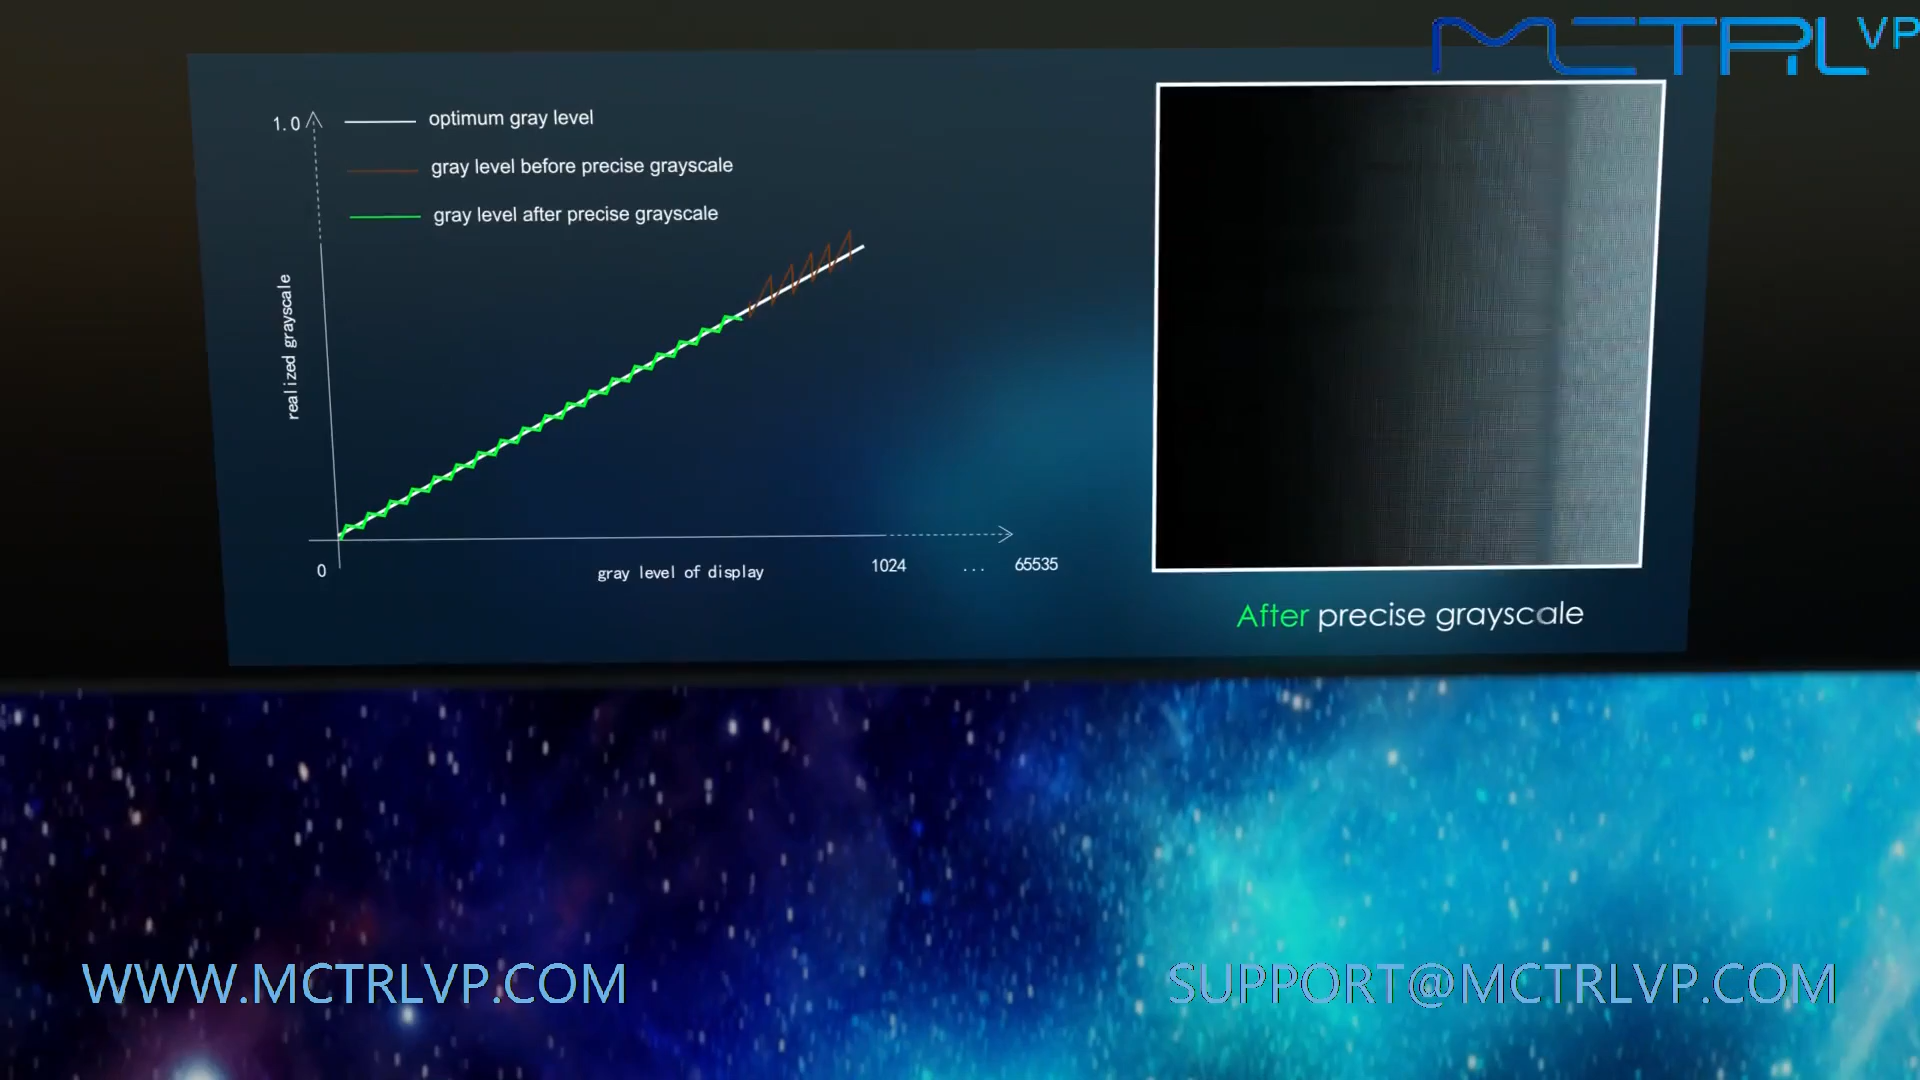 MCTRL VP
1.0
optimum gray level
gray level before precise grayscale
gray level after precise grayscale
realized grayscale
0
gray level of display
1024
...
65535
After precise grayscale
WWW.MCTRLVP.COM
SUPPORT@MCTRLVP.COM